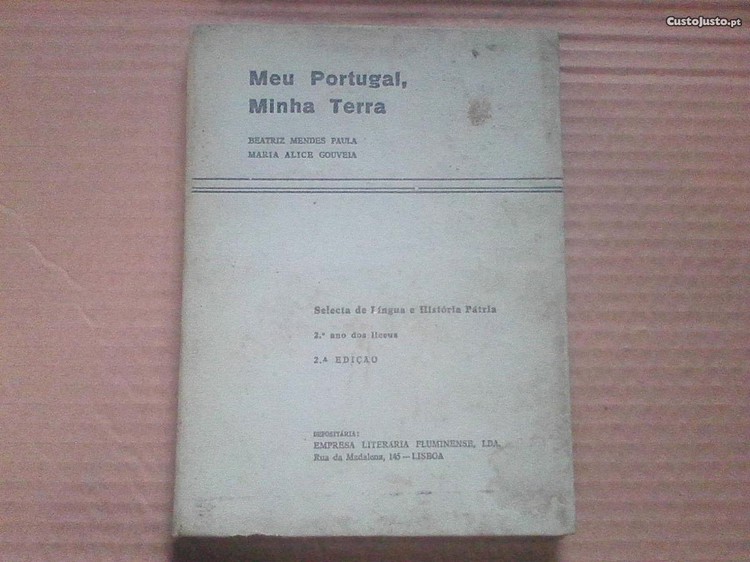 CustoJusto.pt
Meu Portugal,
Minha Terra
BEATRIZ MENDES PAULA
MARIA ALICE GOUVEIA
Selecta de Língua e História Pátria
2.º ano dos liceus
2.ª EDIÇÃO
DEPOSITÁRIA:
EMPRESA LITERÁRIA FLUMINENSE, LDA.
Rua da Madalena, 145 — LISBOA